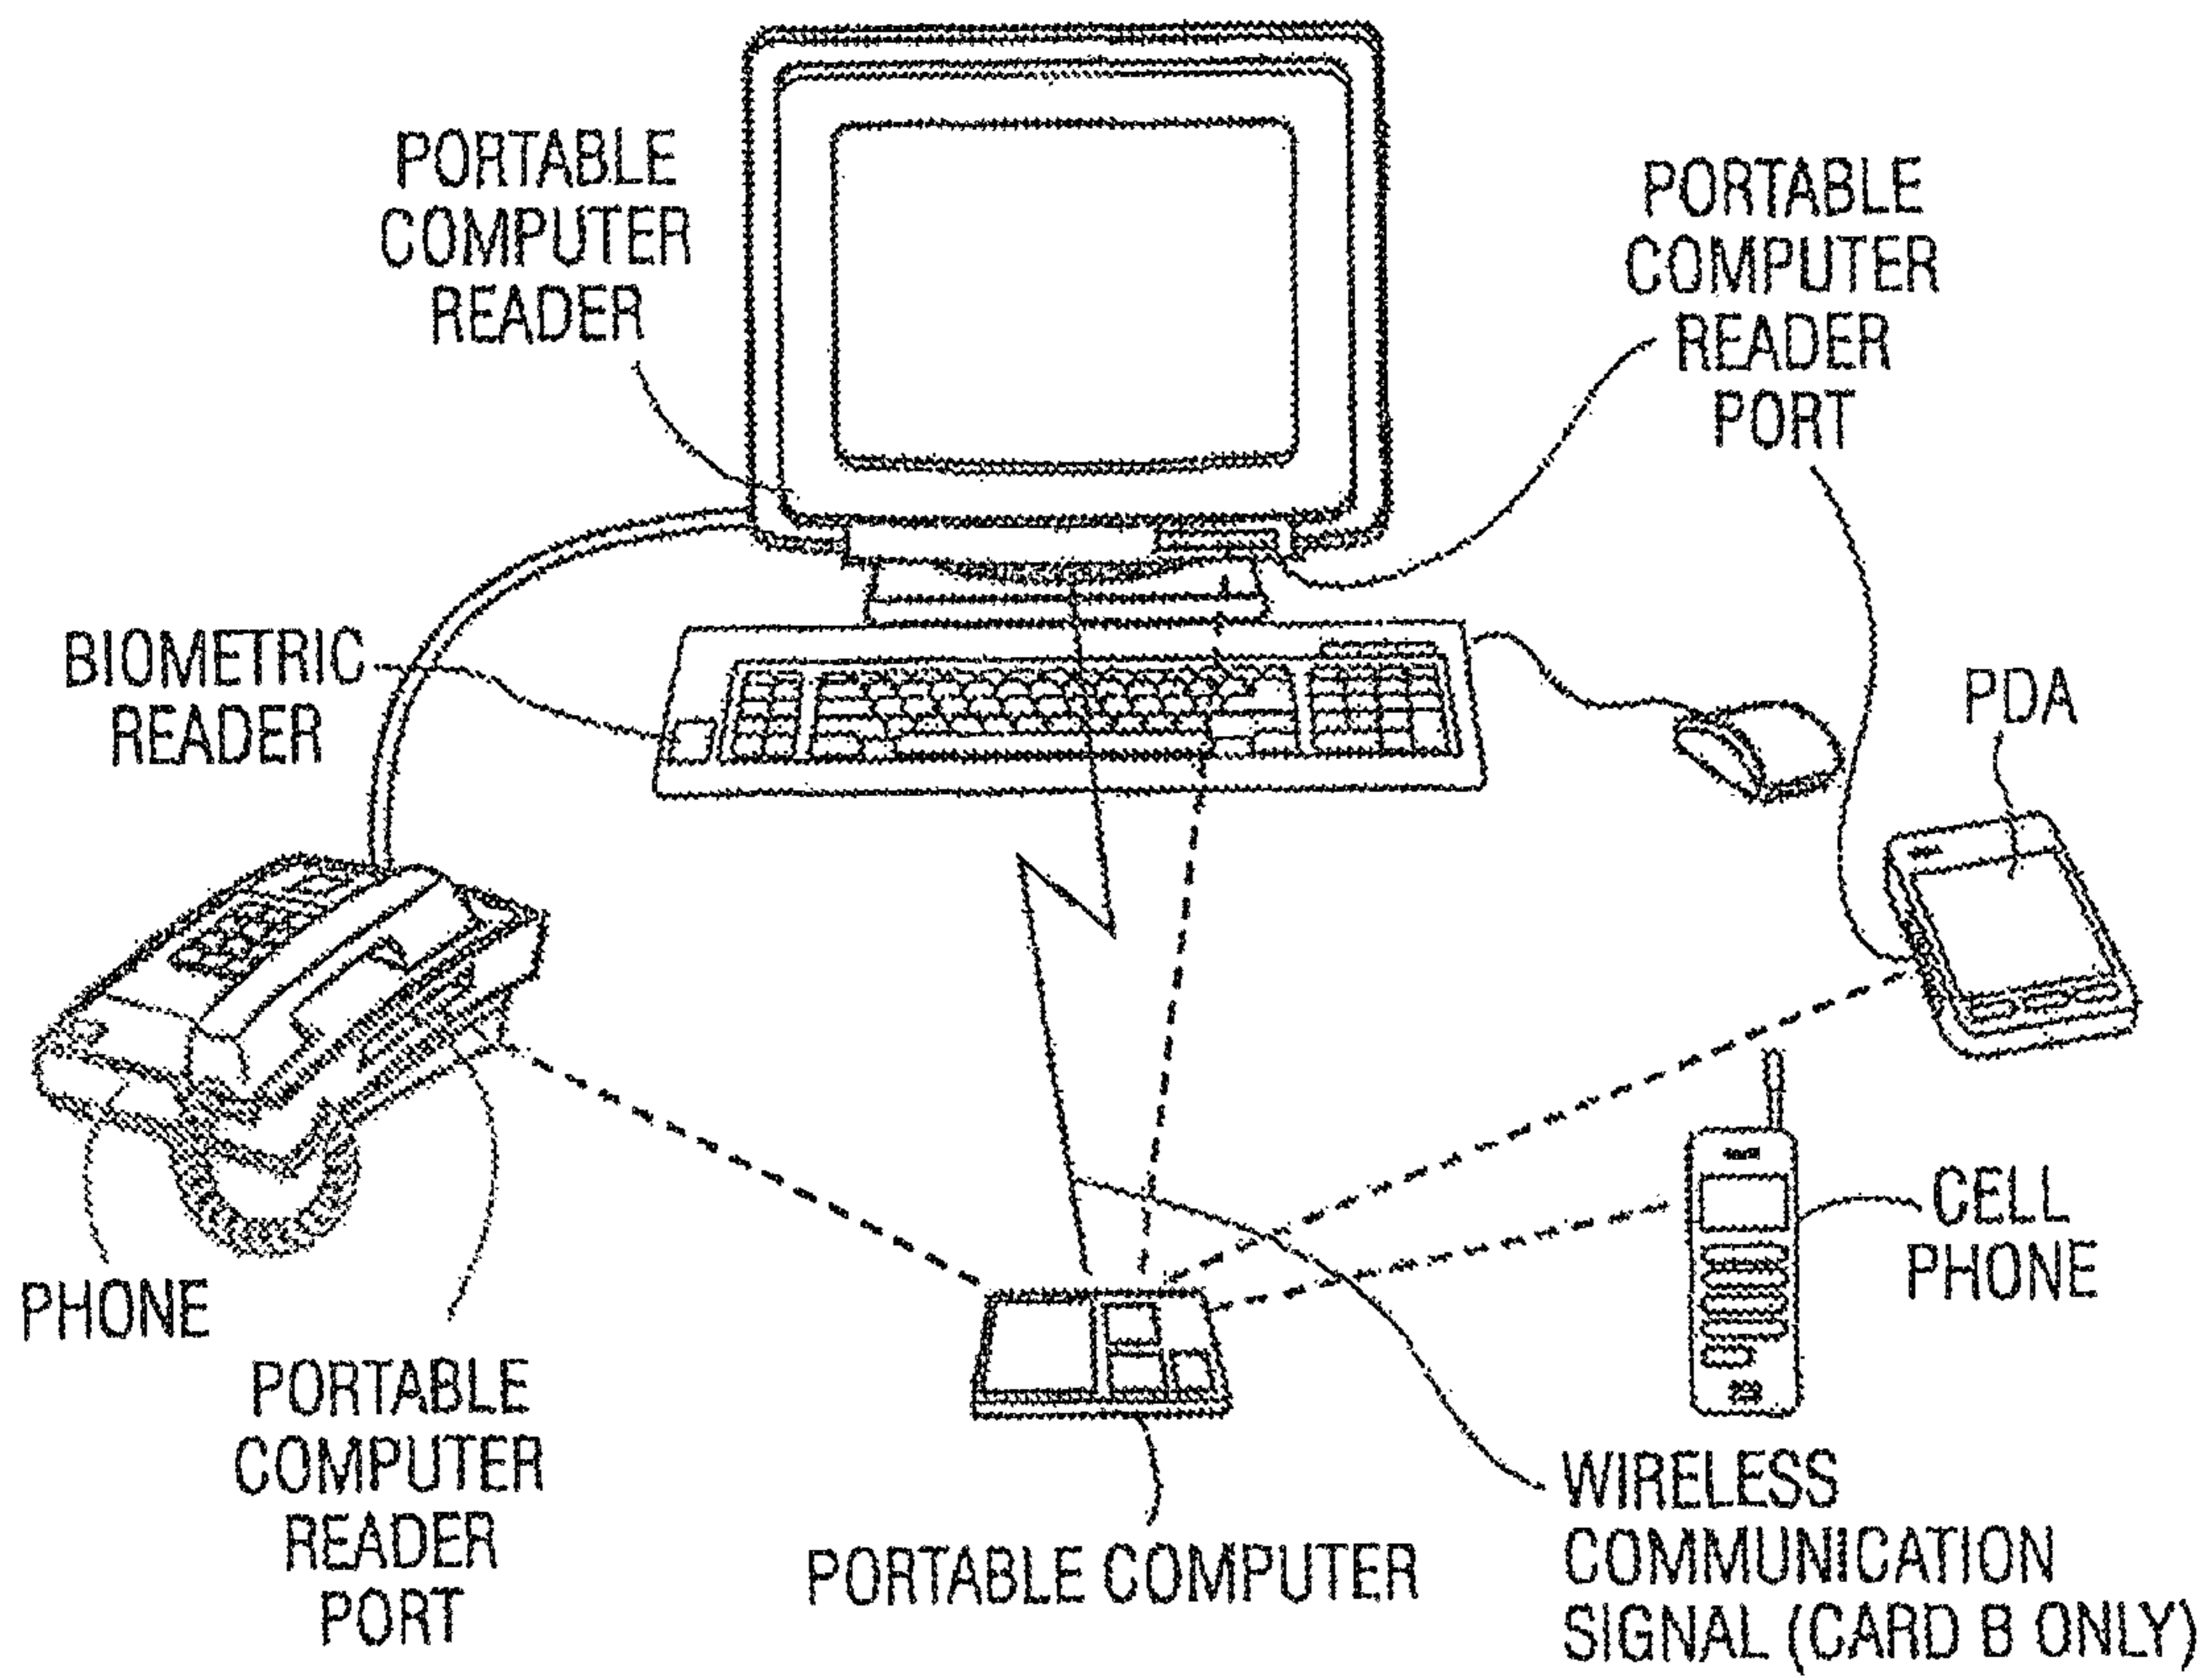 PORTABLE
COMPUTER
READER
PORTABLE
COMPUTER
READER
PORT
BIOMETRIC
READER
PDA
CELL
PHONE
PHONE
PORTABLE
COMPUTER
READER
PORT
PORTABLE COMPUTER
WIRELESS
COMMUNICATION
SIGNAL (CARD B ONLY)